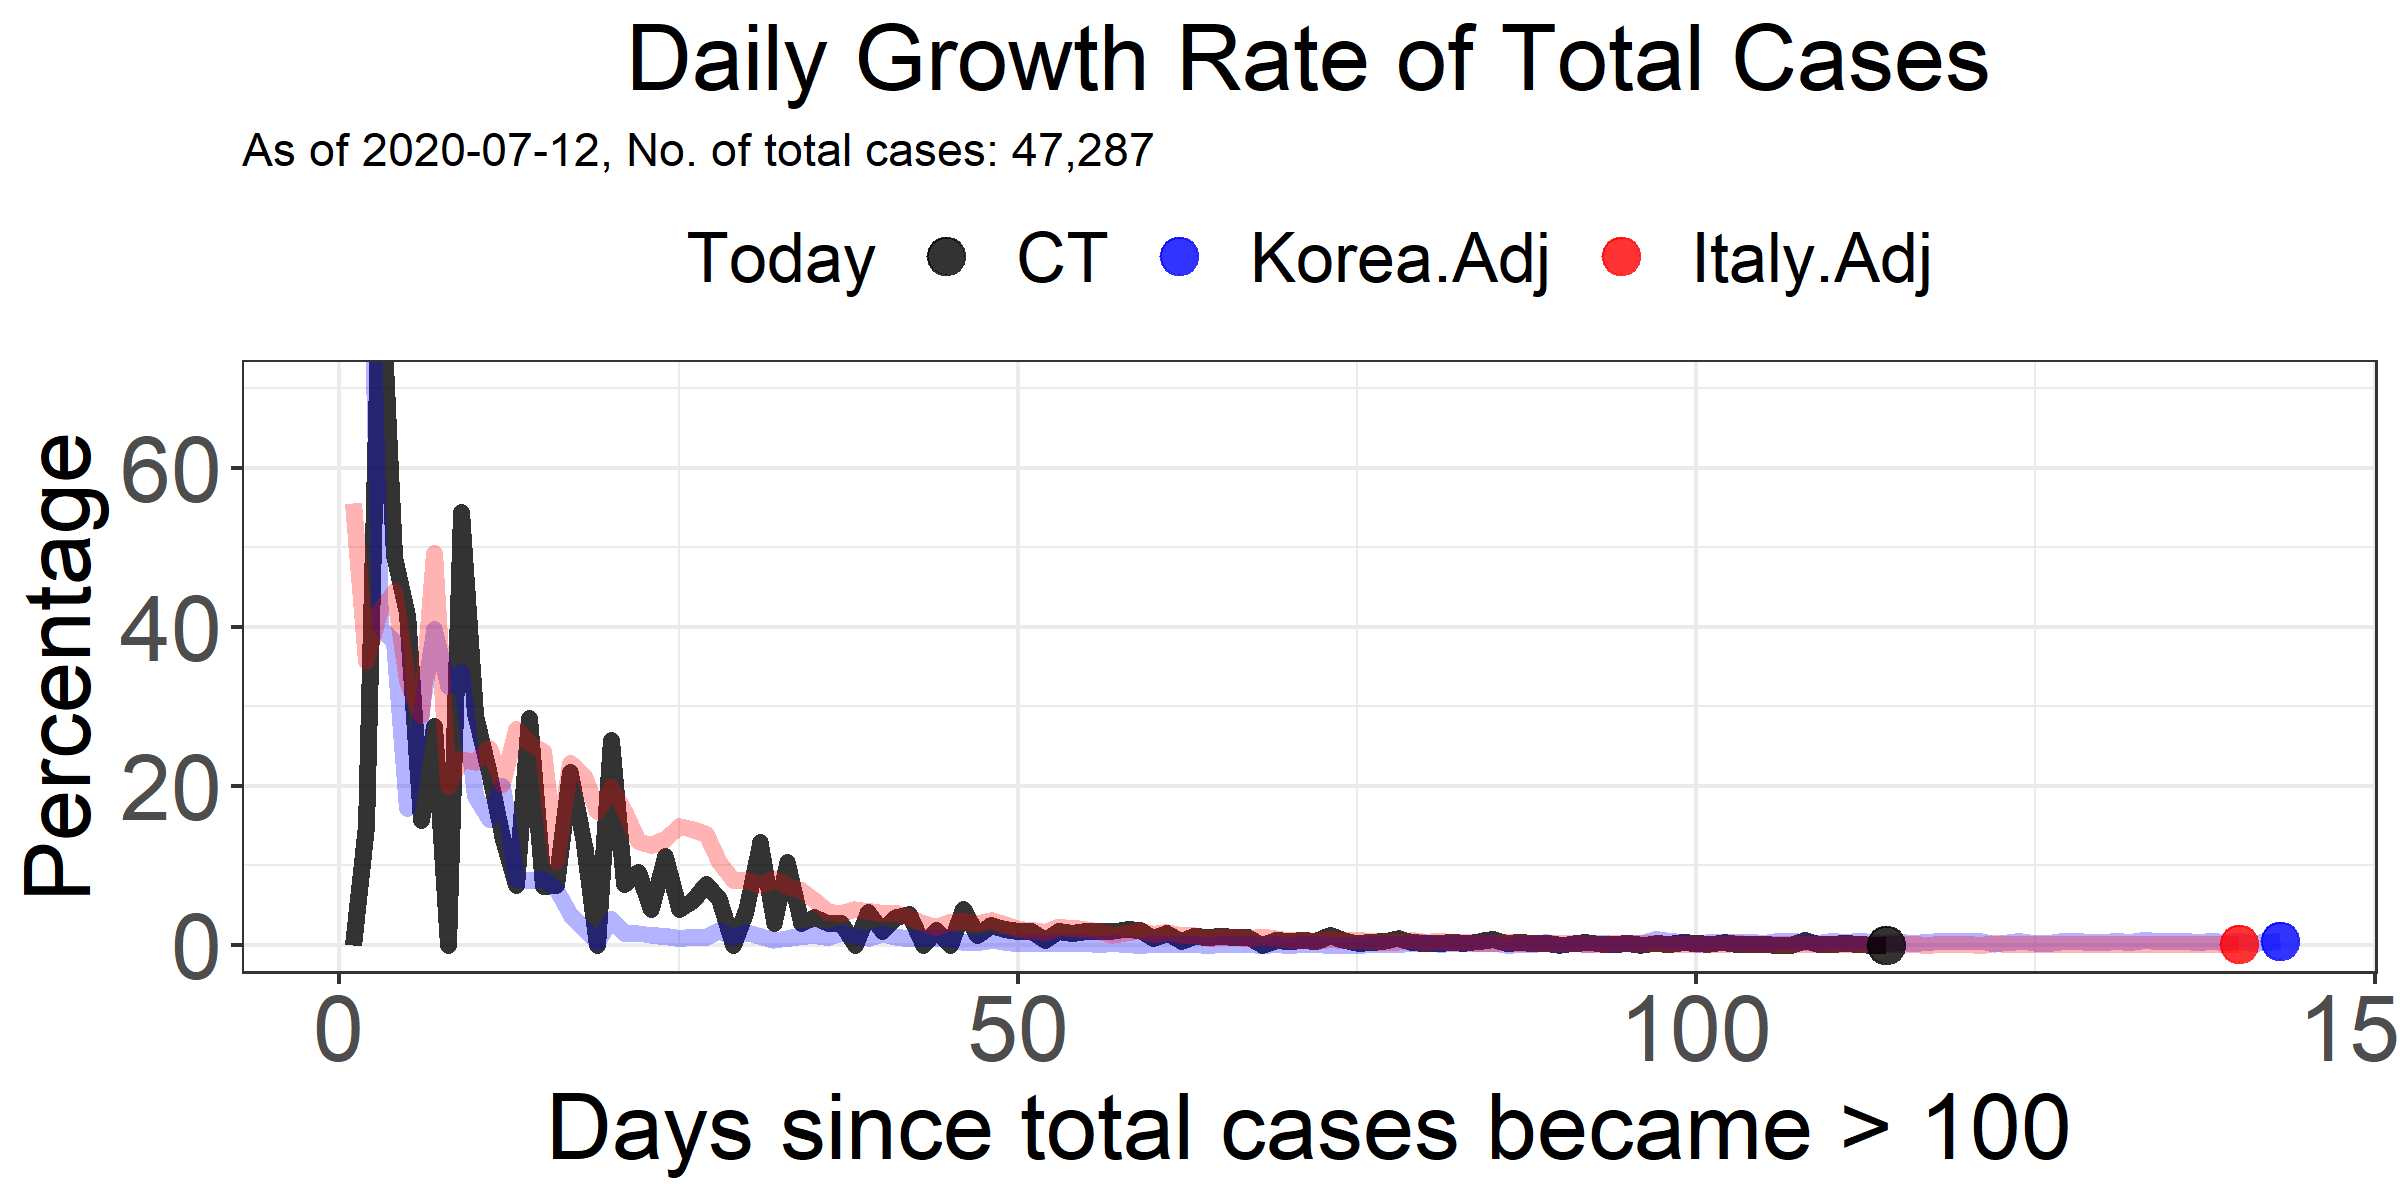 Daily Growth Rate of Total Cases
As of 2020-07-12, No. of total cases: 47,287
Today CT Korea.Adj Italy.Adj
Percentage
60
40
20
0
0 50 100 15
Days since total cases became > 100